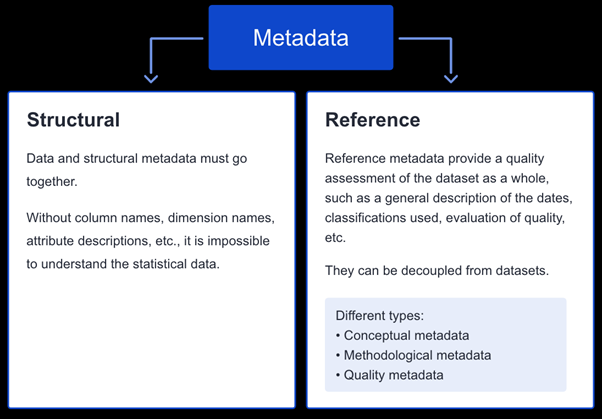 Metadata
Structural
Data and structural metadata must go
together.
Without column names, dimension names,
attribute descriptions, etc., it is impossible
to understand the statistical data.
Reference
Reference metadata provide a quality
assessment of the dataset as a whole,
such as a general description of the dates,
classifications used, evaluation of quality,
etc.
They can be decoupled from datasets.
Different types:
• Conceptual metadata
• Methodological metadata
• Quality metadata